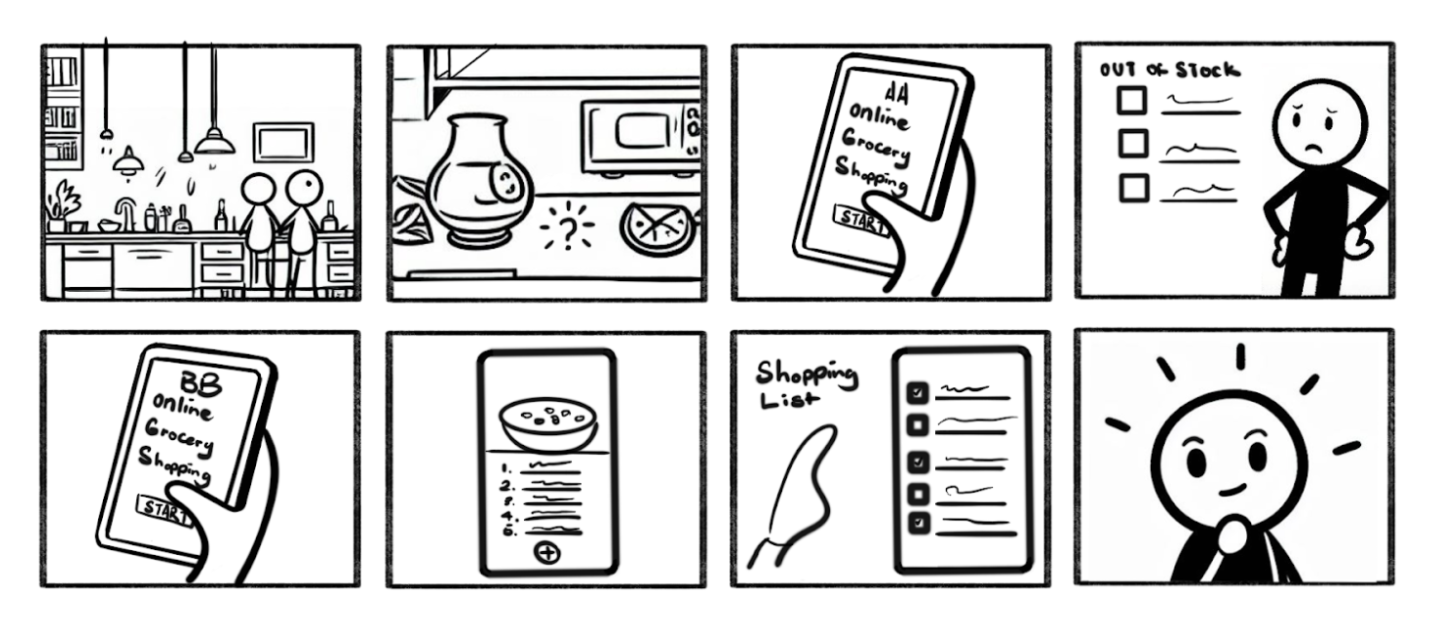 ?
AA
Online
Grocery
Shopping
START
OUT OF STOCK
BB
Online
Grocery
Shopping
START
1.
2.
3.
4.
5.
Shopping
List